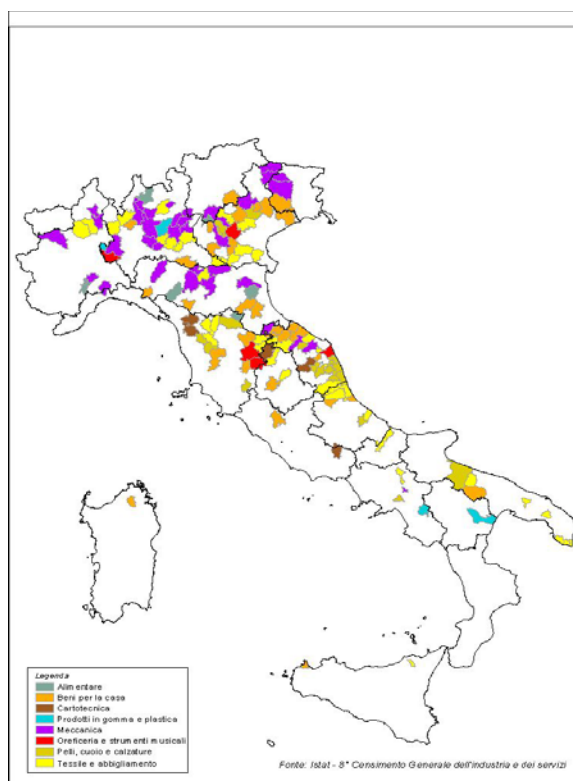 Legenda
Alimentare
Beni per la casa
Cartotecnica
Prodotti in gomma e plastica
Meccanica
Oreficeria e strumenti musicali
Pelli, cuoio e calzature
Tessile e abbigliamento
Fonte: Istat - 8° Censimento Generale dell'industria e dei servizi